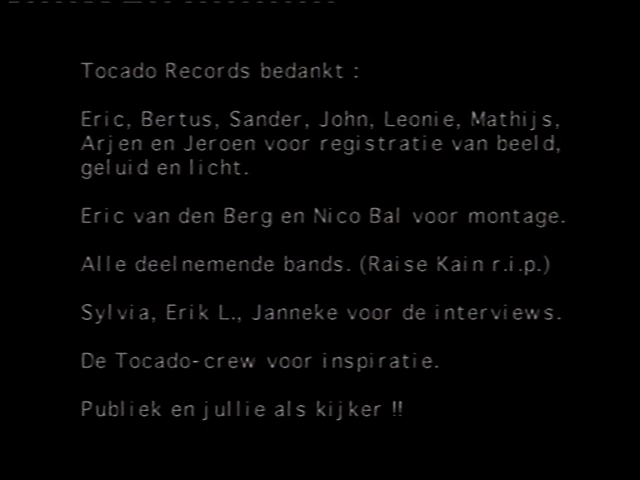 Tocado Records bedankt :
Eric, Bertus, Sander, John, Leonie, Mathijs,
Arjen en Jeroen voor registratie van beeld,
geluid en licht.
Eric van den Berg en Nico Bal voor montage.
Alle deelnemende bands. (Raise Kain r.i.p.)
Sylvia, Erik L., Janneke voor de interviews.
De Tocado-crew voor inspiratie.
Publiek en jullie als kijker !!